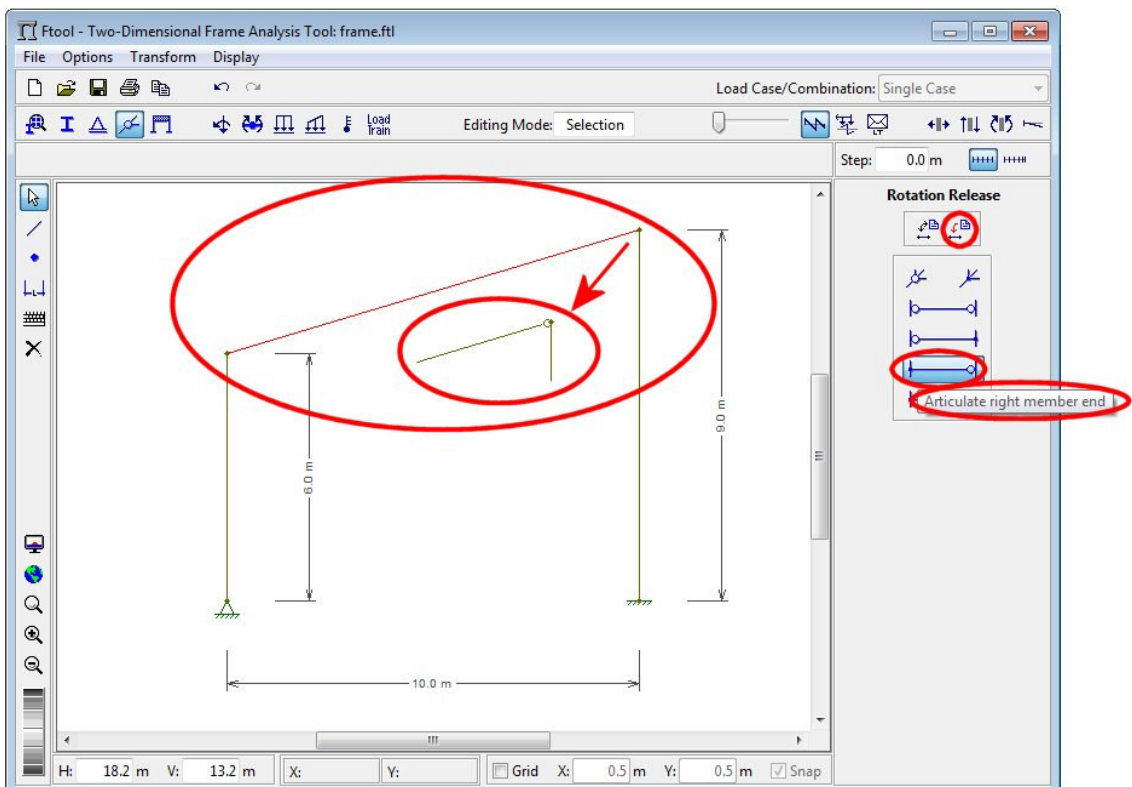 Ftool - Two-Dimensional Frame Analysis Tool: frame.ftl
File Options Transform Display
Load Case/Combination: Single Case
Load Train
Editing Mode: Selection
LT
Step: 0.0 m
Rotation Release
L
Articulate right member end
6.0 m
9.0 m
10.0 m
H: 18.2 m V: 13.2 m X: Y: Grid X: 0.5 m Y: 0.5 m Snap